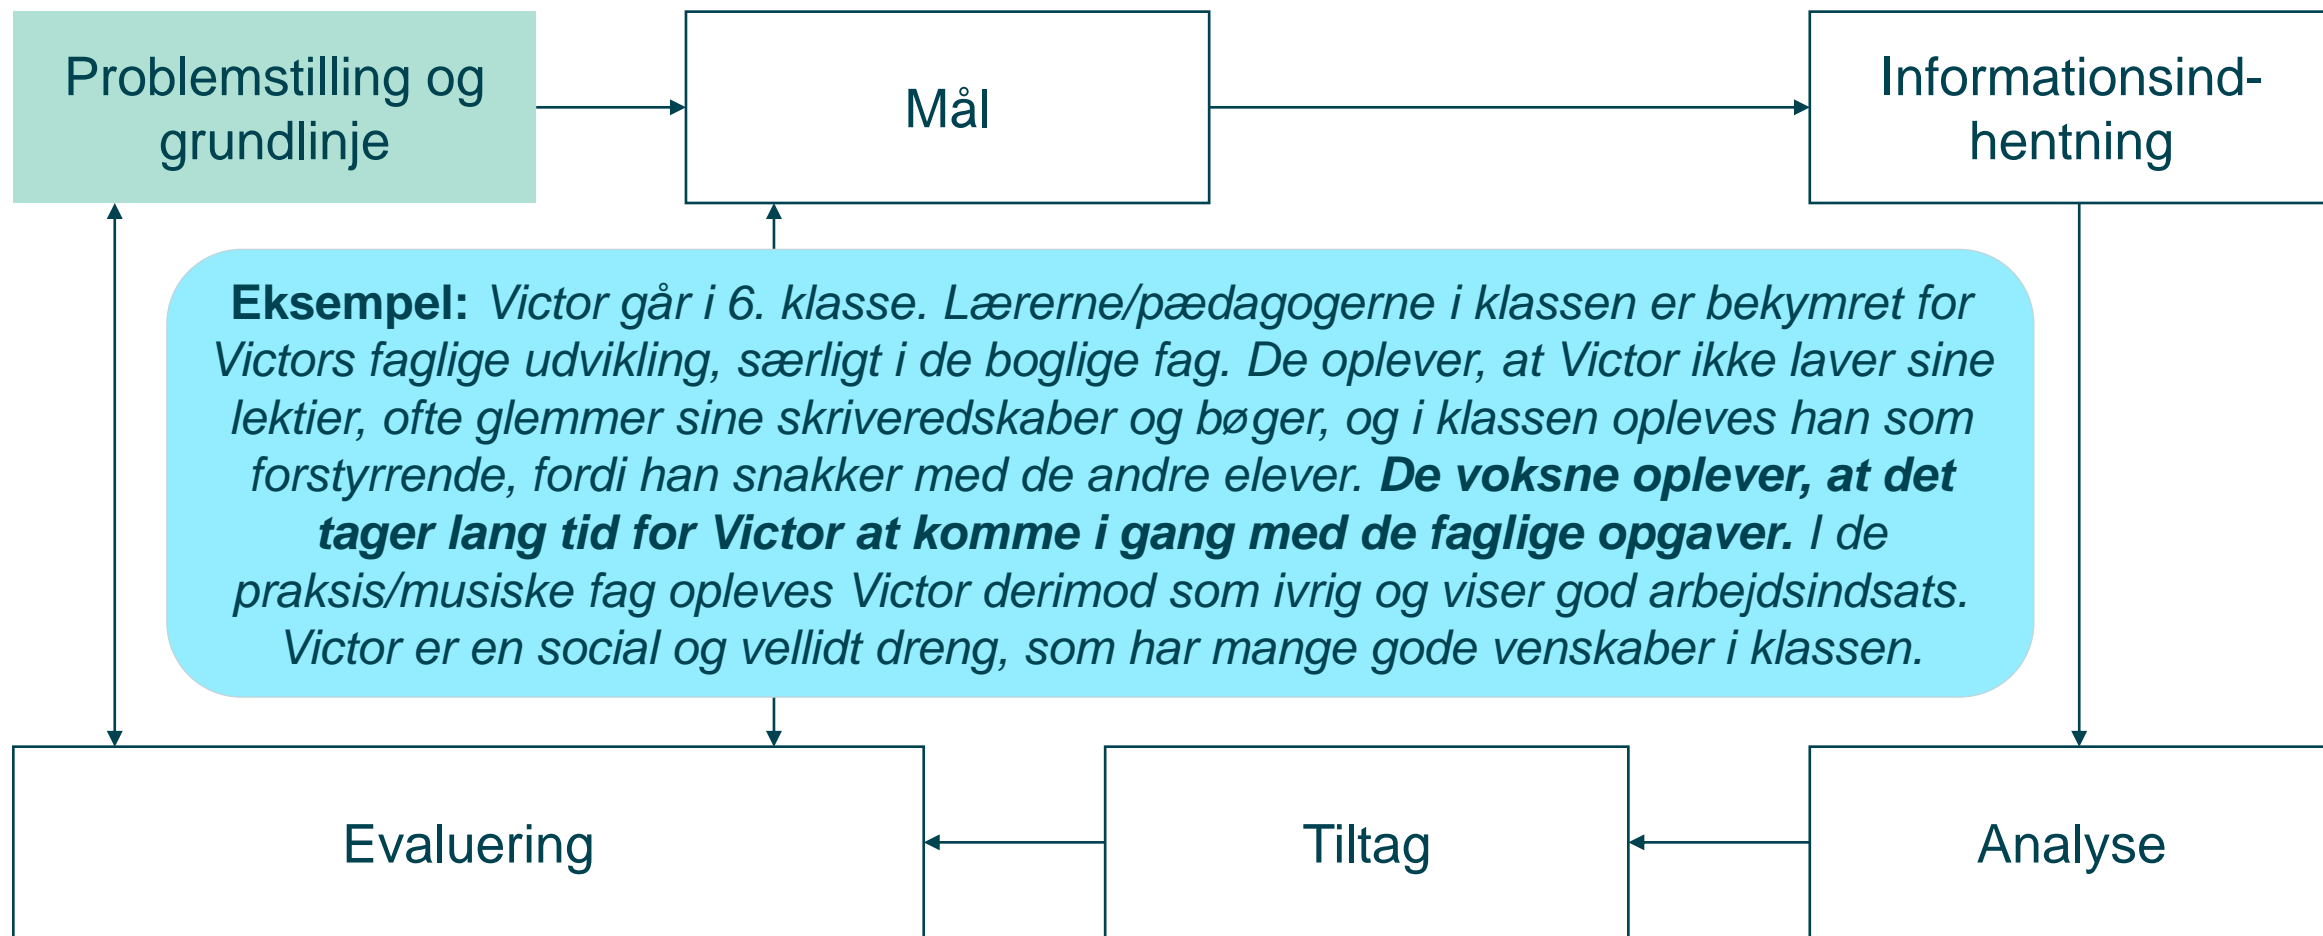 Problemstilling og
grundlinje
Mål
Informationsind-
hentning
Eksempel: Victor går i 6. klasse. Lærerne/pædagogerne i klassen er bekymret for
Victors faglige udvikling, særligt i de boglige fag. De oplever, at Victor ikke laver sine
lektier, ofte glemmer sine skriveredskaber og bøger, og i klassen opleves han som
forstyrrende, fordi han snakker med de andre elever. De voksne oplever, at det
tager lang tid for Victor at komme i gang med de faglige opgaver. I de
praksis/musiske fag opleves Victor derimod som ivrig og viser god arbejdsindsats.
Victor er en social og vellidt dreng, som har mange gode venskaber i klassen.
Evaluering
Tiltag
Analyse